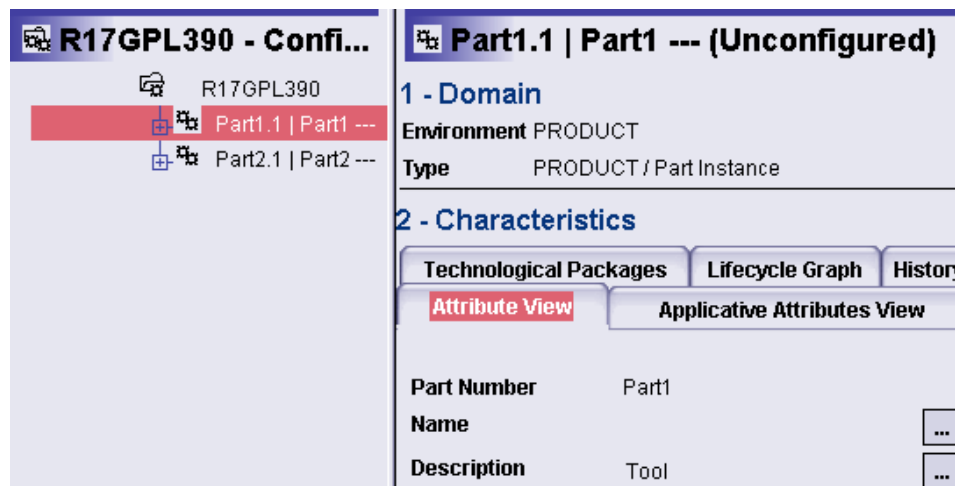 R17GPL390 - Confi...
R17GPL390
Part1.1 | Part1 ---
Part2.1 | Part2 ---
Part1.1 | Part1 --- (Unconfigured)
1 - Domain
Environment PRODUCT
Type PRODUCT / Part Instance
2 - Characteristics
Technological Packages Lifecycle Graph History
Attribute View Applicative Attributes View
Part Number Part1
Name ...
Description Tool ...